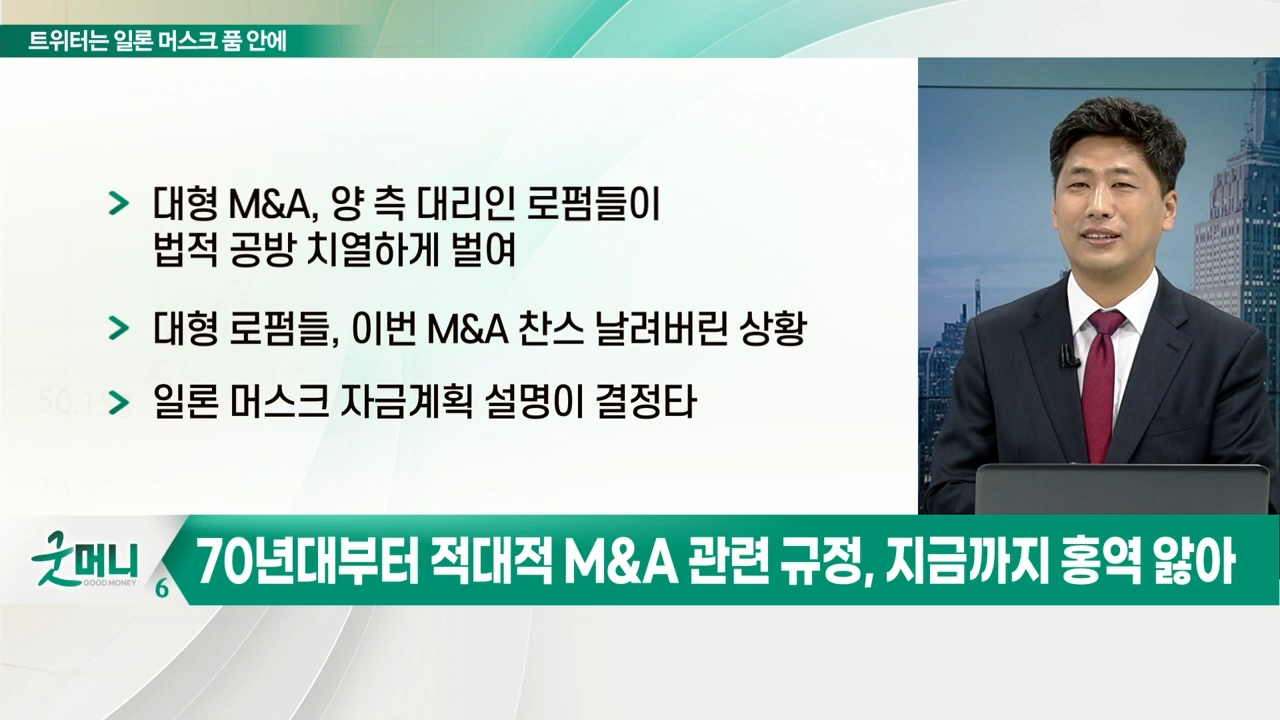 트위터는 일론 머스크 품 안에
> 대형 M&A, 양 측 대리인 로펌들이
법적 공방 치열하게 벌여
> 대형 로펌들, 이번 M&A 찬스 날려버린 상황
> 일론 머스크 자금계획 설명이 결정타
굿머니
GOOD MONEY
6
70년대부터 적대적 M&A 관련 규정, 지금까지 홍역 앓아